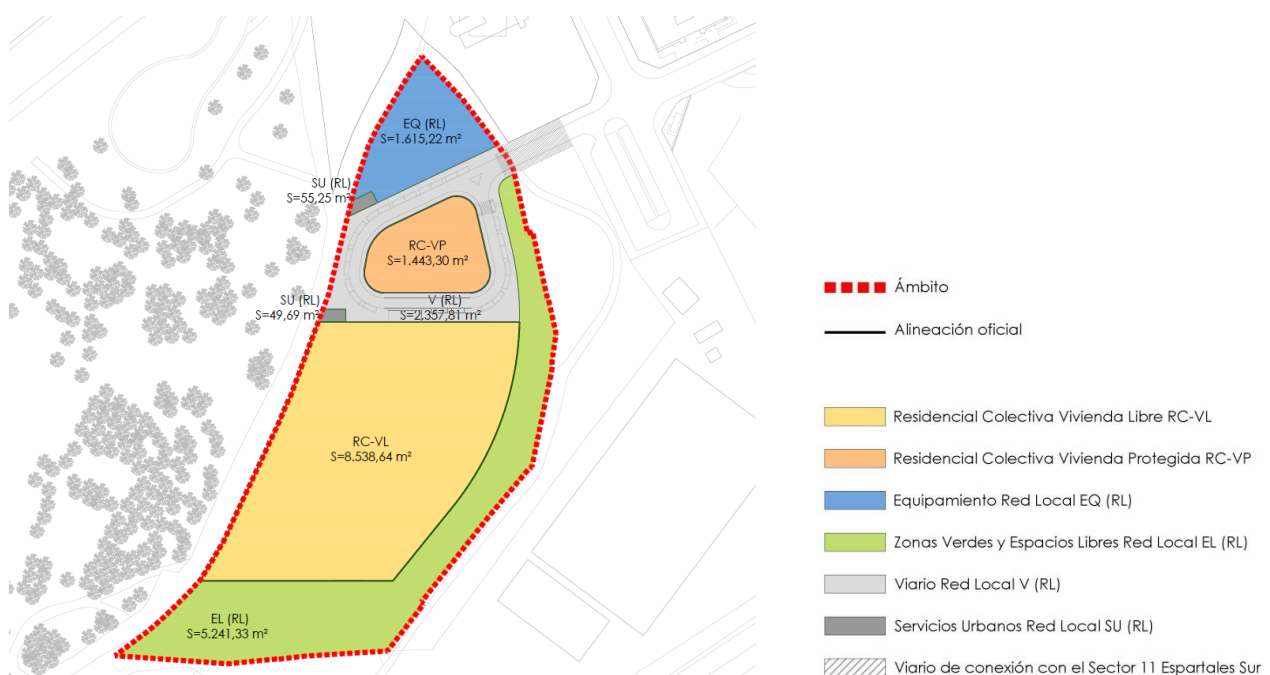 EQ (RL)
S=1.615,22 m²
SU (RL)
S=55,25 m²
RC-VP
S=1.443,30 m²
SU (RL)
S=49,69 m²
V (RL)
S=2.357,81 m²
RC-VL
S=8.538,64 m²
EL (RL)
S=5.241,33 m²
Ámbito
Alineación oficial
Residencial Colectiva Vivienda Libre RC-VL
Residencial Colectiva Vivienda Protegida RC-VP
Equipamiento Red Local EQ (RL)
Zonas Verdes y Espacios Libres Red Local EL (RL)
Viario Red Local V (RL)
Servicios Urbanos Red Local SU (RL)
Viario de conexión con el Sector 11 Espartales Sur